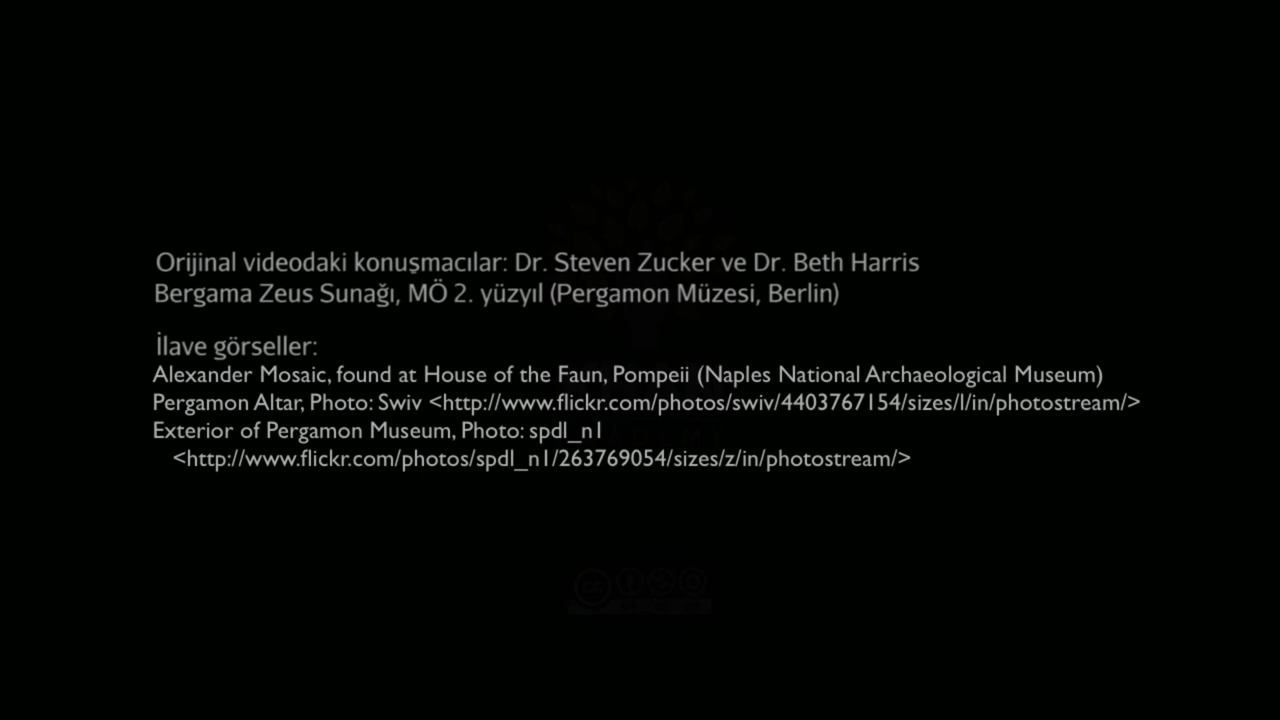 Orijinal videodaki konuşmacılar: Dr. Steven Zucker ve Dr. Beth Harris
Bergama Zeus Sunağı, MÖ 2. yüzyıl (Pergamon Müzesi, Berlin)
İlave görseller:
Alexander Mosaic, found at House of the Faun, Pompeii (Naples National Archaeological Museum)
Pergamon Altar, Photo: Swiv <http://www.flickr.com/photos/swiv/4403767154/sizes/l/in/photostream/>
Exterior of Pergamon Museum, Photo: spdl_n1
<http://www.flickr.com/photos/spdl_n1/263769054/sizes/z/in/photostream/>